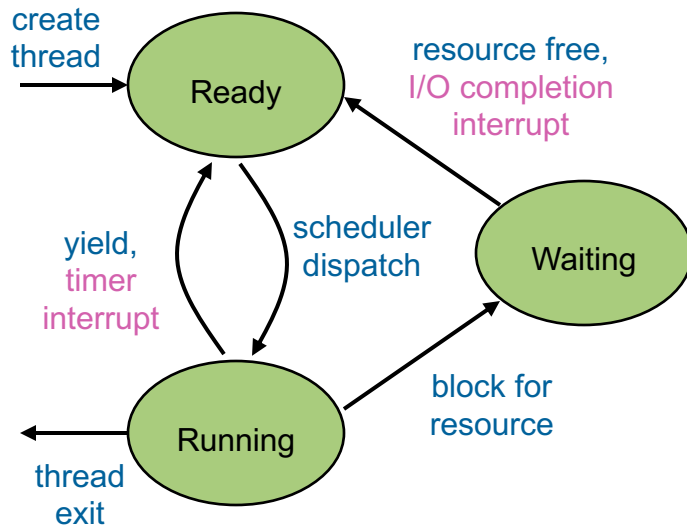 create
thread
Ready
resource free,
I/O completion
interrupt
yield,
timer
interrupt
scheduler
dispatch
Waiting
Running
block for
resource
thread
exit